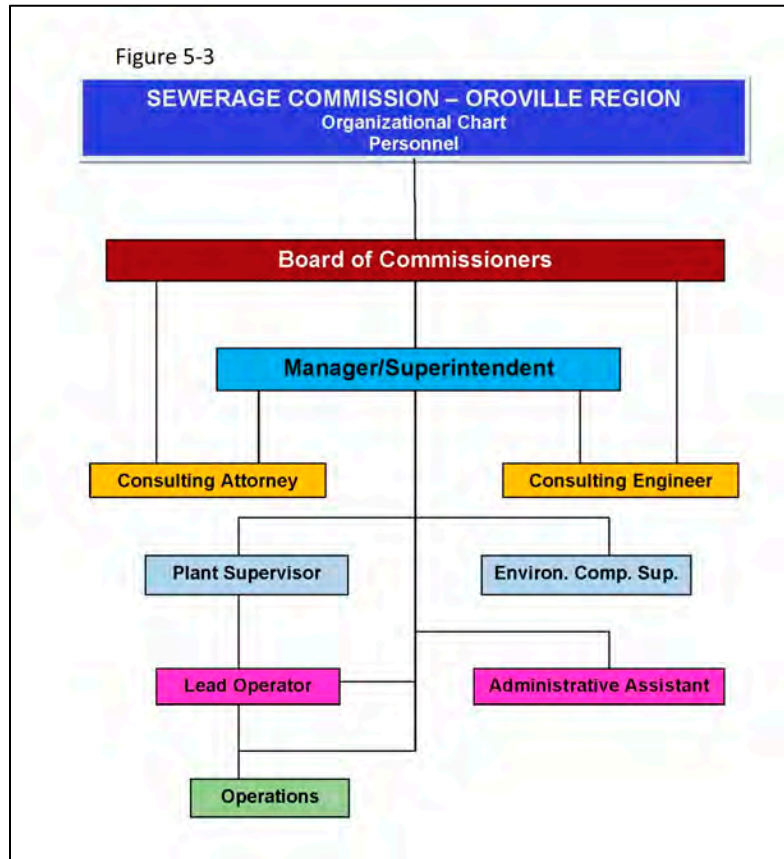 Figure 5-3
SEWERAGE COMMISSION – OROVILLE REGION
Organizational Chart
Personnel
Board of Commissioners
Manager/Superintendent
Consulting Attorney
Consulting Engineer
Plant Supervisor
Environ. Comp. Sup.
Lead Operator
Administrative Assistant
Operations